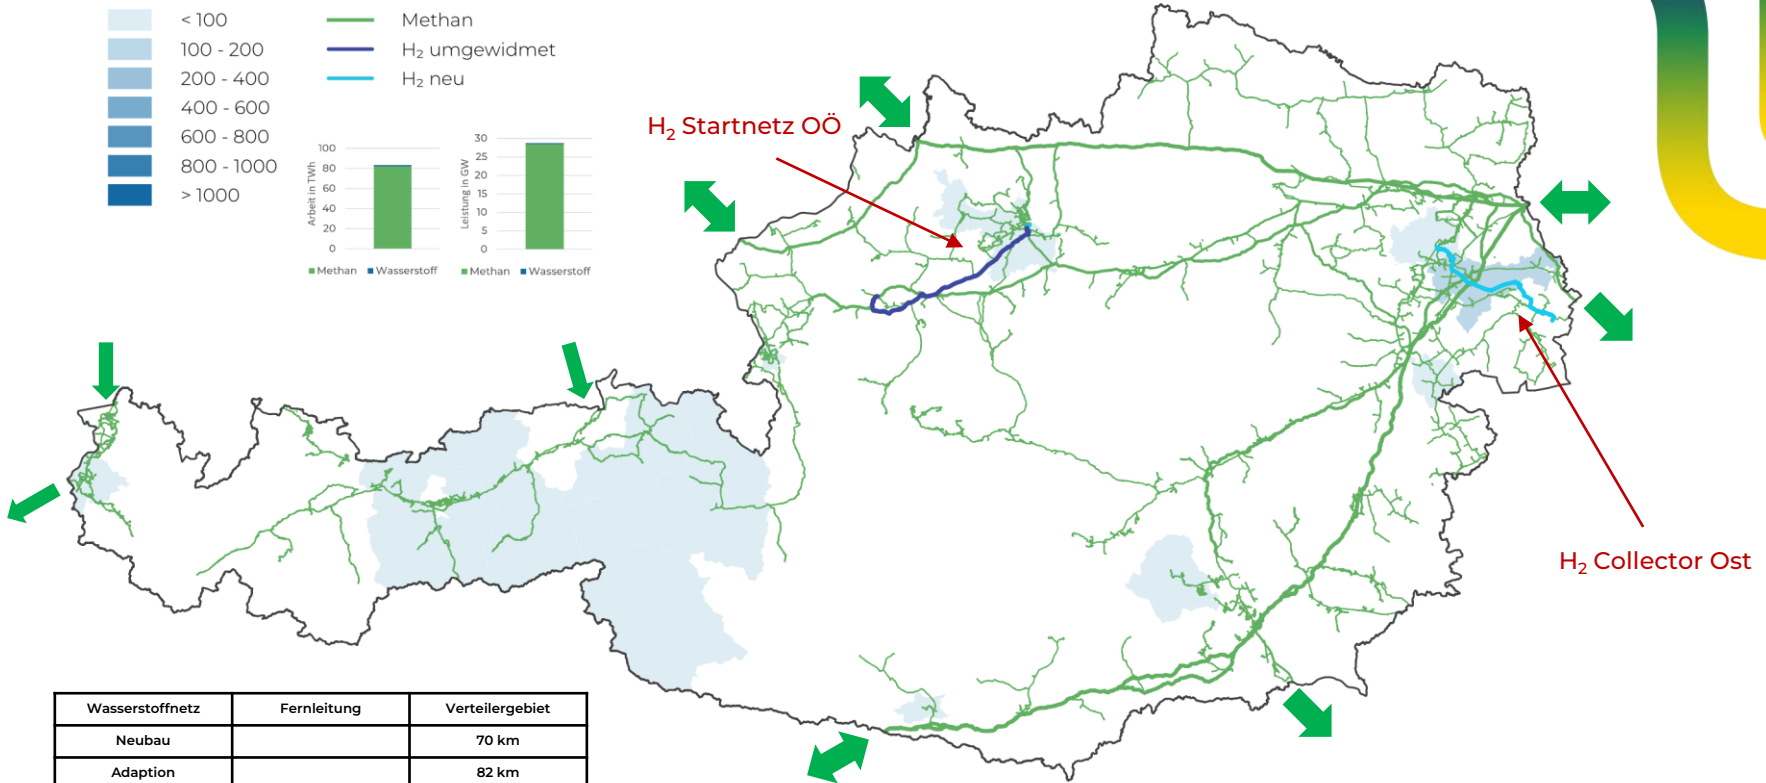 < 100
100 - 200
200 - 400
400 - 600
600 - 800
800 - 1000
> 1000
Methan
H₂ umgewidmet
H₂ neu
Arbeit in TWh
100
80
60
40
20
0
Methan Wasserstoff
Leistung in GW
30
25
20
15
10
5
0
Methan Wasserstoff
H₂ Startnetz OÖ
H₂ Collector Ost
Wasserstoffnetz Fernleitung Verteilergebiet
Neubau 70 km
Adaption 82 km